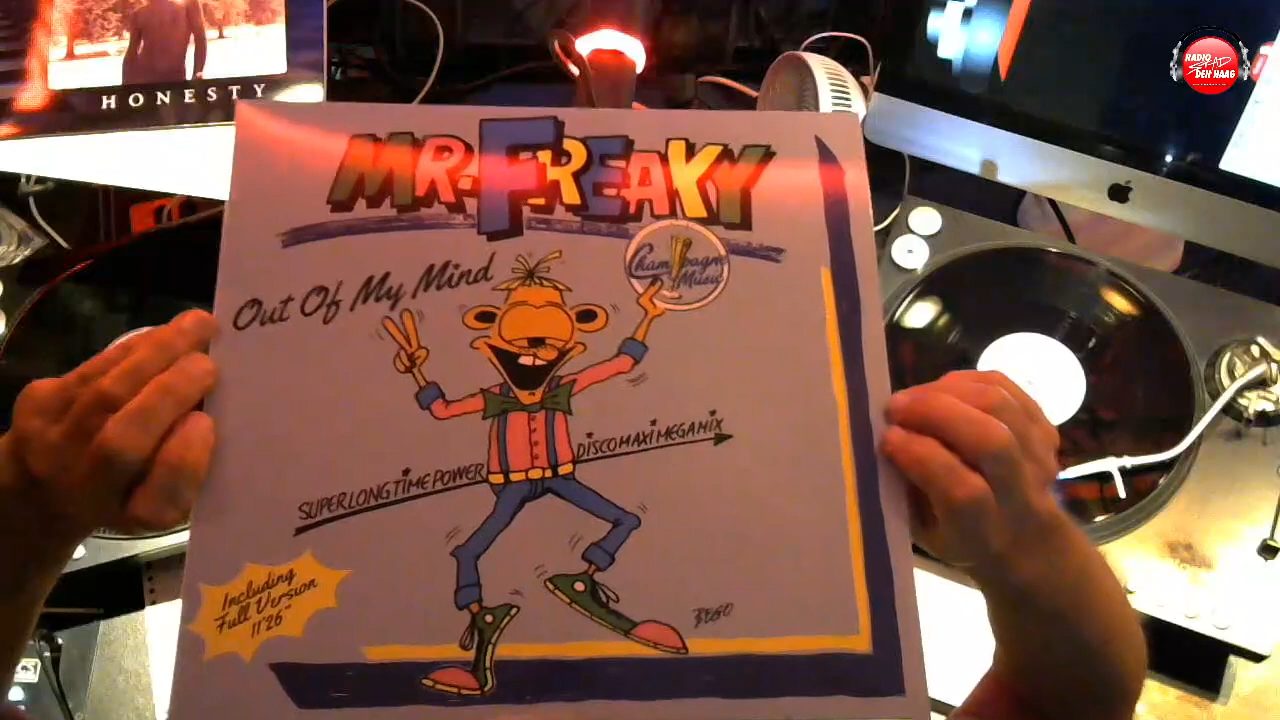 HONESTY
RADIO
STAD
DEN HAAG
MR. FREAKY
Champagne
Music
Out Of My Mind
SUPERLONGTIMEPOWER DISCOMAXIMEGAMIX
Including
Full Version
11'26"